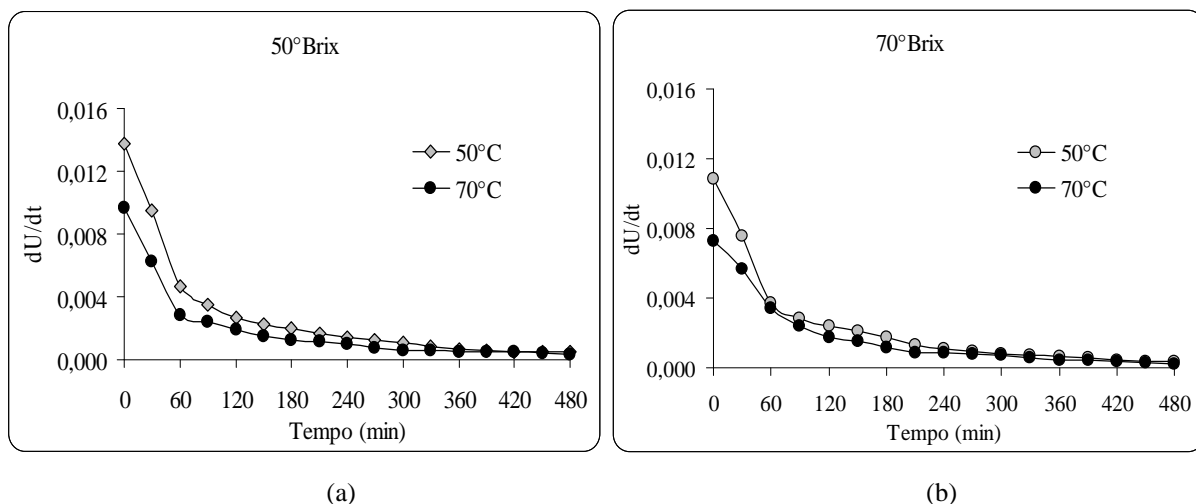 50°Brix
dU/dt
0,016
0,012
0,008
0,004
0,000
50°C
70°C
0 60 120 180 240 300 360 420 480
Tempo (min)
(a)
70°Brix
dU/dt
0,016
0,012
0,008
0,004
0,000
50°C
70°C
0 60 120 180 240 300 360 420 480
Tempo (min)
(b)